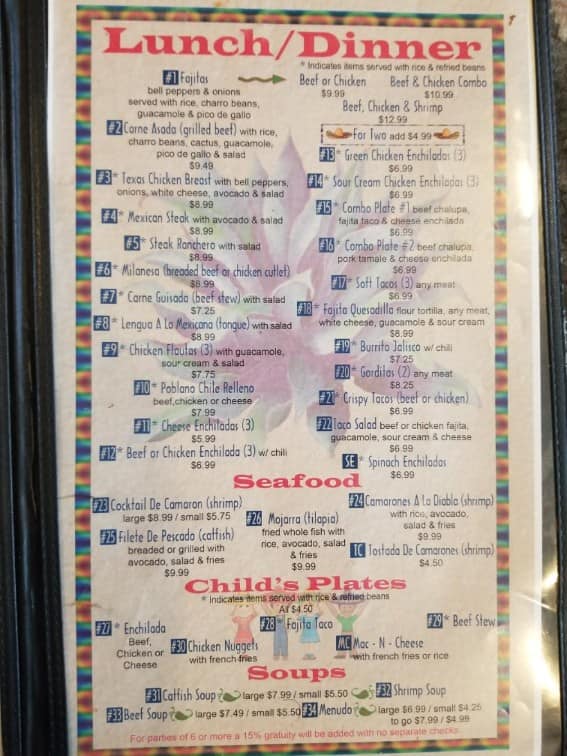 Lunch/Dinner
* Indicates items served with rice & refried beans
#1 Fajitas
bell peppers & onions
served with rice, charro beans,
guacamole & pico de gallo
Beef or Chicken
$9.99
Beef & Chicken Combo
$10.99
Beef, Chicken & Shrimp
$12.99
For Two add $4.99
#2 Carne Asada (grilled beef) with rice,
charro beans, cactus, guacamole,
pico de gallo & salad
$9.49
#3* Texas Chicken Breast with bell peppers,
onions, white cheese, avocado & salad
$8.99
#4* Mexican Steak with avocado & salad
$8.99
#5* Steak Ranchero with salad
$8.99
#6* Milanesa (breaded beef or chicken cutlet)
$8.99
#7* Carne Guisada (beef stew) with salad
$7.25
#8* Lengua A La Mexicana (tongue) with salad
$8.99
#9* Chicken Flautas (3) with guacamole,
sour cream & salad
$7.75
#10* Poblano Chile Relleno
beef,chicken or cheese
$7.99
#11* Cheese Enchiladas (3)
$5.99
#12* Beef or Chicken Enchilada (3) w/ chili
$6.99
#13* Green Chicken Enchiladas (3)
$6.99
#14* Sour Cream Chicken Enchiladas (3)
$6.99
#15* Combo Plate #1 beef chalupa,
fajita taco & cheese enchilada
$6.99
#16* Combo Plate #2 beef chalupa,
pork tamale & cheese enchilada
$6.99
#17* Soft Tacos (3) any meat
$6.99
#18* Fajita Quesadilla flour tortilla, any meat,
white cheese, guacamole & sour cream
$8.99
#19* Burrito Jalisco w/ chili
$7.25
#20* Gorditas (2) any meat
$8.25
#21* Crispy Tacos (beef or chicken)
$6.99
#22 Taco Salad beef or chicken fajita,
guacamole, sour cream & cheese
$6.99
SE* Spinach Enchiladas
$6.99
Seafood
#23 Cocktail De Camaron (shrimp)
large $8.99 / small $5.75
#25 Filete De Pescado (catfish)
breaded or grilled with
avocado, salad & fries
$9.99
#26 Mojarra (tilapia)
fried whole fish with
rice, avocado, salad
& fries
$9.99
#24 Camarones A La Diabla (shrimp)
with rice, avocado,
salad & fries
$9.99
TC Tostada De Camarones (shrimp)
$4.50
Child's Plates
* Indicates items served with rice & refried beans
All $4.50
#27* Enchilada
Beef,
Chicken or
Cheese
#28* Fajita Taco
#29* Beef Stew
#30 Chicken Nuggets
with french fries
MC Mac - N - Cheese
with french fries or rice
Soups
#31 Catfish Soup large $7.99 / small $5.50
#32 Shrimp Soup
#33 Beef Soup large $7.49 / small $5.50
#34 Menudo large $6.99 / small $4.25
to go $7.99 / $4.99
For parties of 6 or more a 15% gratuity will be added with no separate checks.